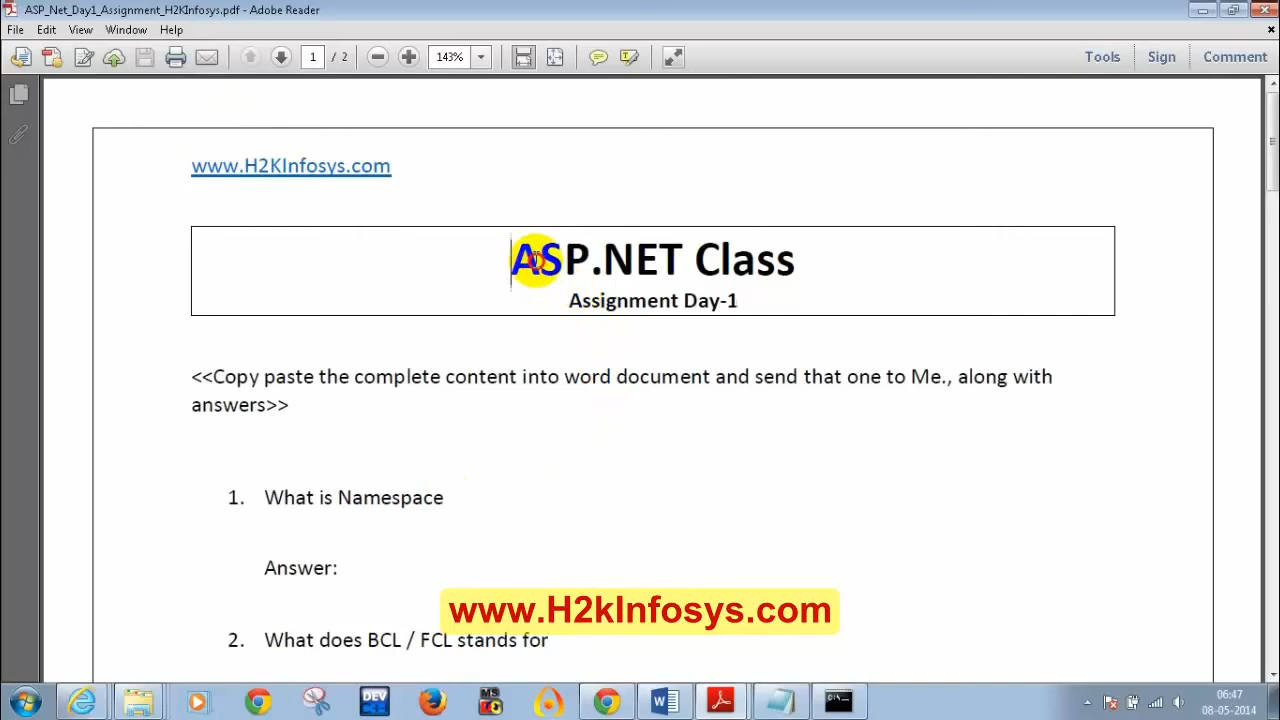 ASP_Net_Day1_Assignment_H2KInfosys.pdf - Adobe Reader
File Edit View Window Help
1 / 2 143% Tools Sign Comment
www.H2KInfosys.com
ASP.NET Class
Assignment Day-1
<<Copy paste the complete content into word document and send that one to Me., along with
answers>>
1. What is Namespace
Answer:
www.H2kInfosys.com
2. What does BCL / FCL stands for
DEV
MS
06:47
08-05-2014